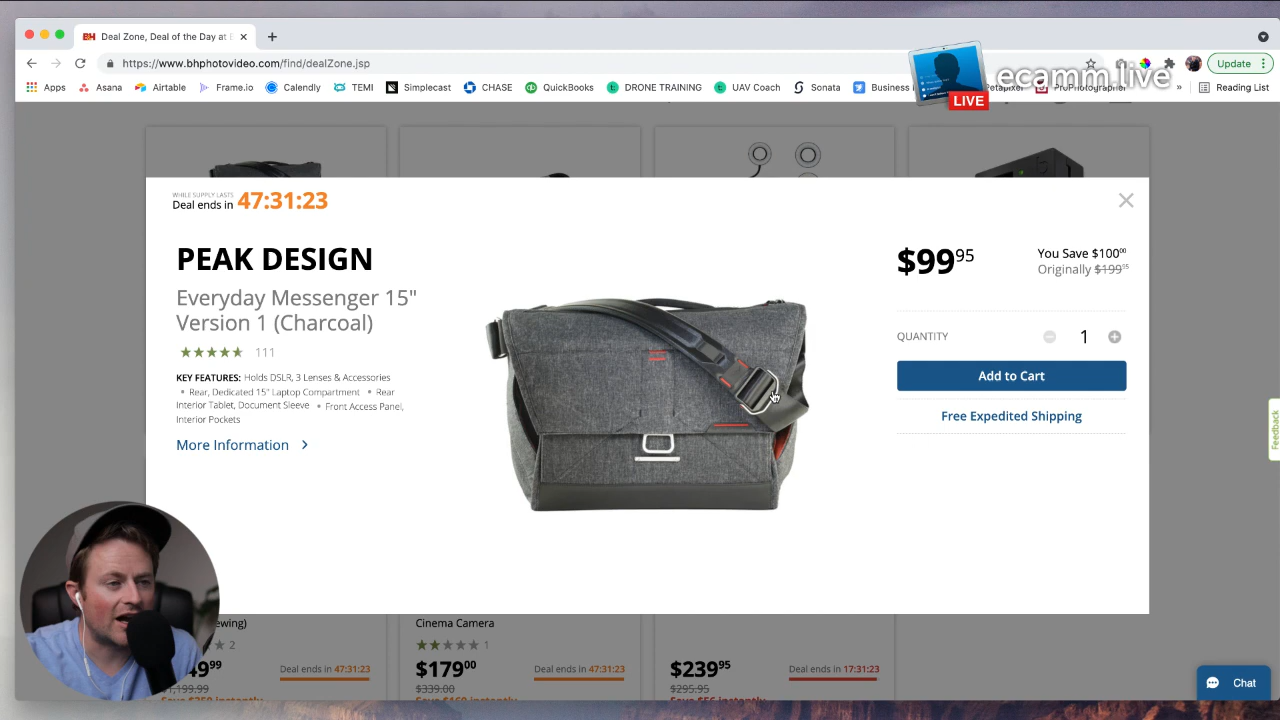 BH Deal Zone, Deal of the Day at
https://www.bhphotovideo.com/find/dealZone.jsp
Update
ecamm.live
LIVE
Apps Asana Airtable Frame.io Calendly TEMI Simplecast CHASE QuickBooks DRONE TRAINING UAV Coach Sonata Business Petapixel ProPhotographer » Reading List
WHILE SUPPLY LASTS
Deal ends in 47:31:23
PEAK DESIGN
Everyday Messenger 15"
Version 1 (Charcoal)
111
KEY FEATURES: Holds DSLR, 3 Lenses & Accessories
• Rear, Dedicated 15" Laptop Compartment • Rear
Interior Tablet, Document Sleeve • Front Access Panel,
Interior Pockets
More Information >
$99 95
You Save $100 00
Originally $199 95
QUANTITY 1
Add to Cart
Free Expedited Shipping
Feedback
ewing)
2
49 99
$1,199.99
Deal ends in 47:31:23
Cinema Camera
1
$179 00
Deal ends in 47:31:23
$339.00
$239 95
Deal ends in 17:31:23
$295.95
Chat